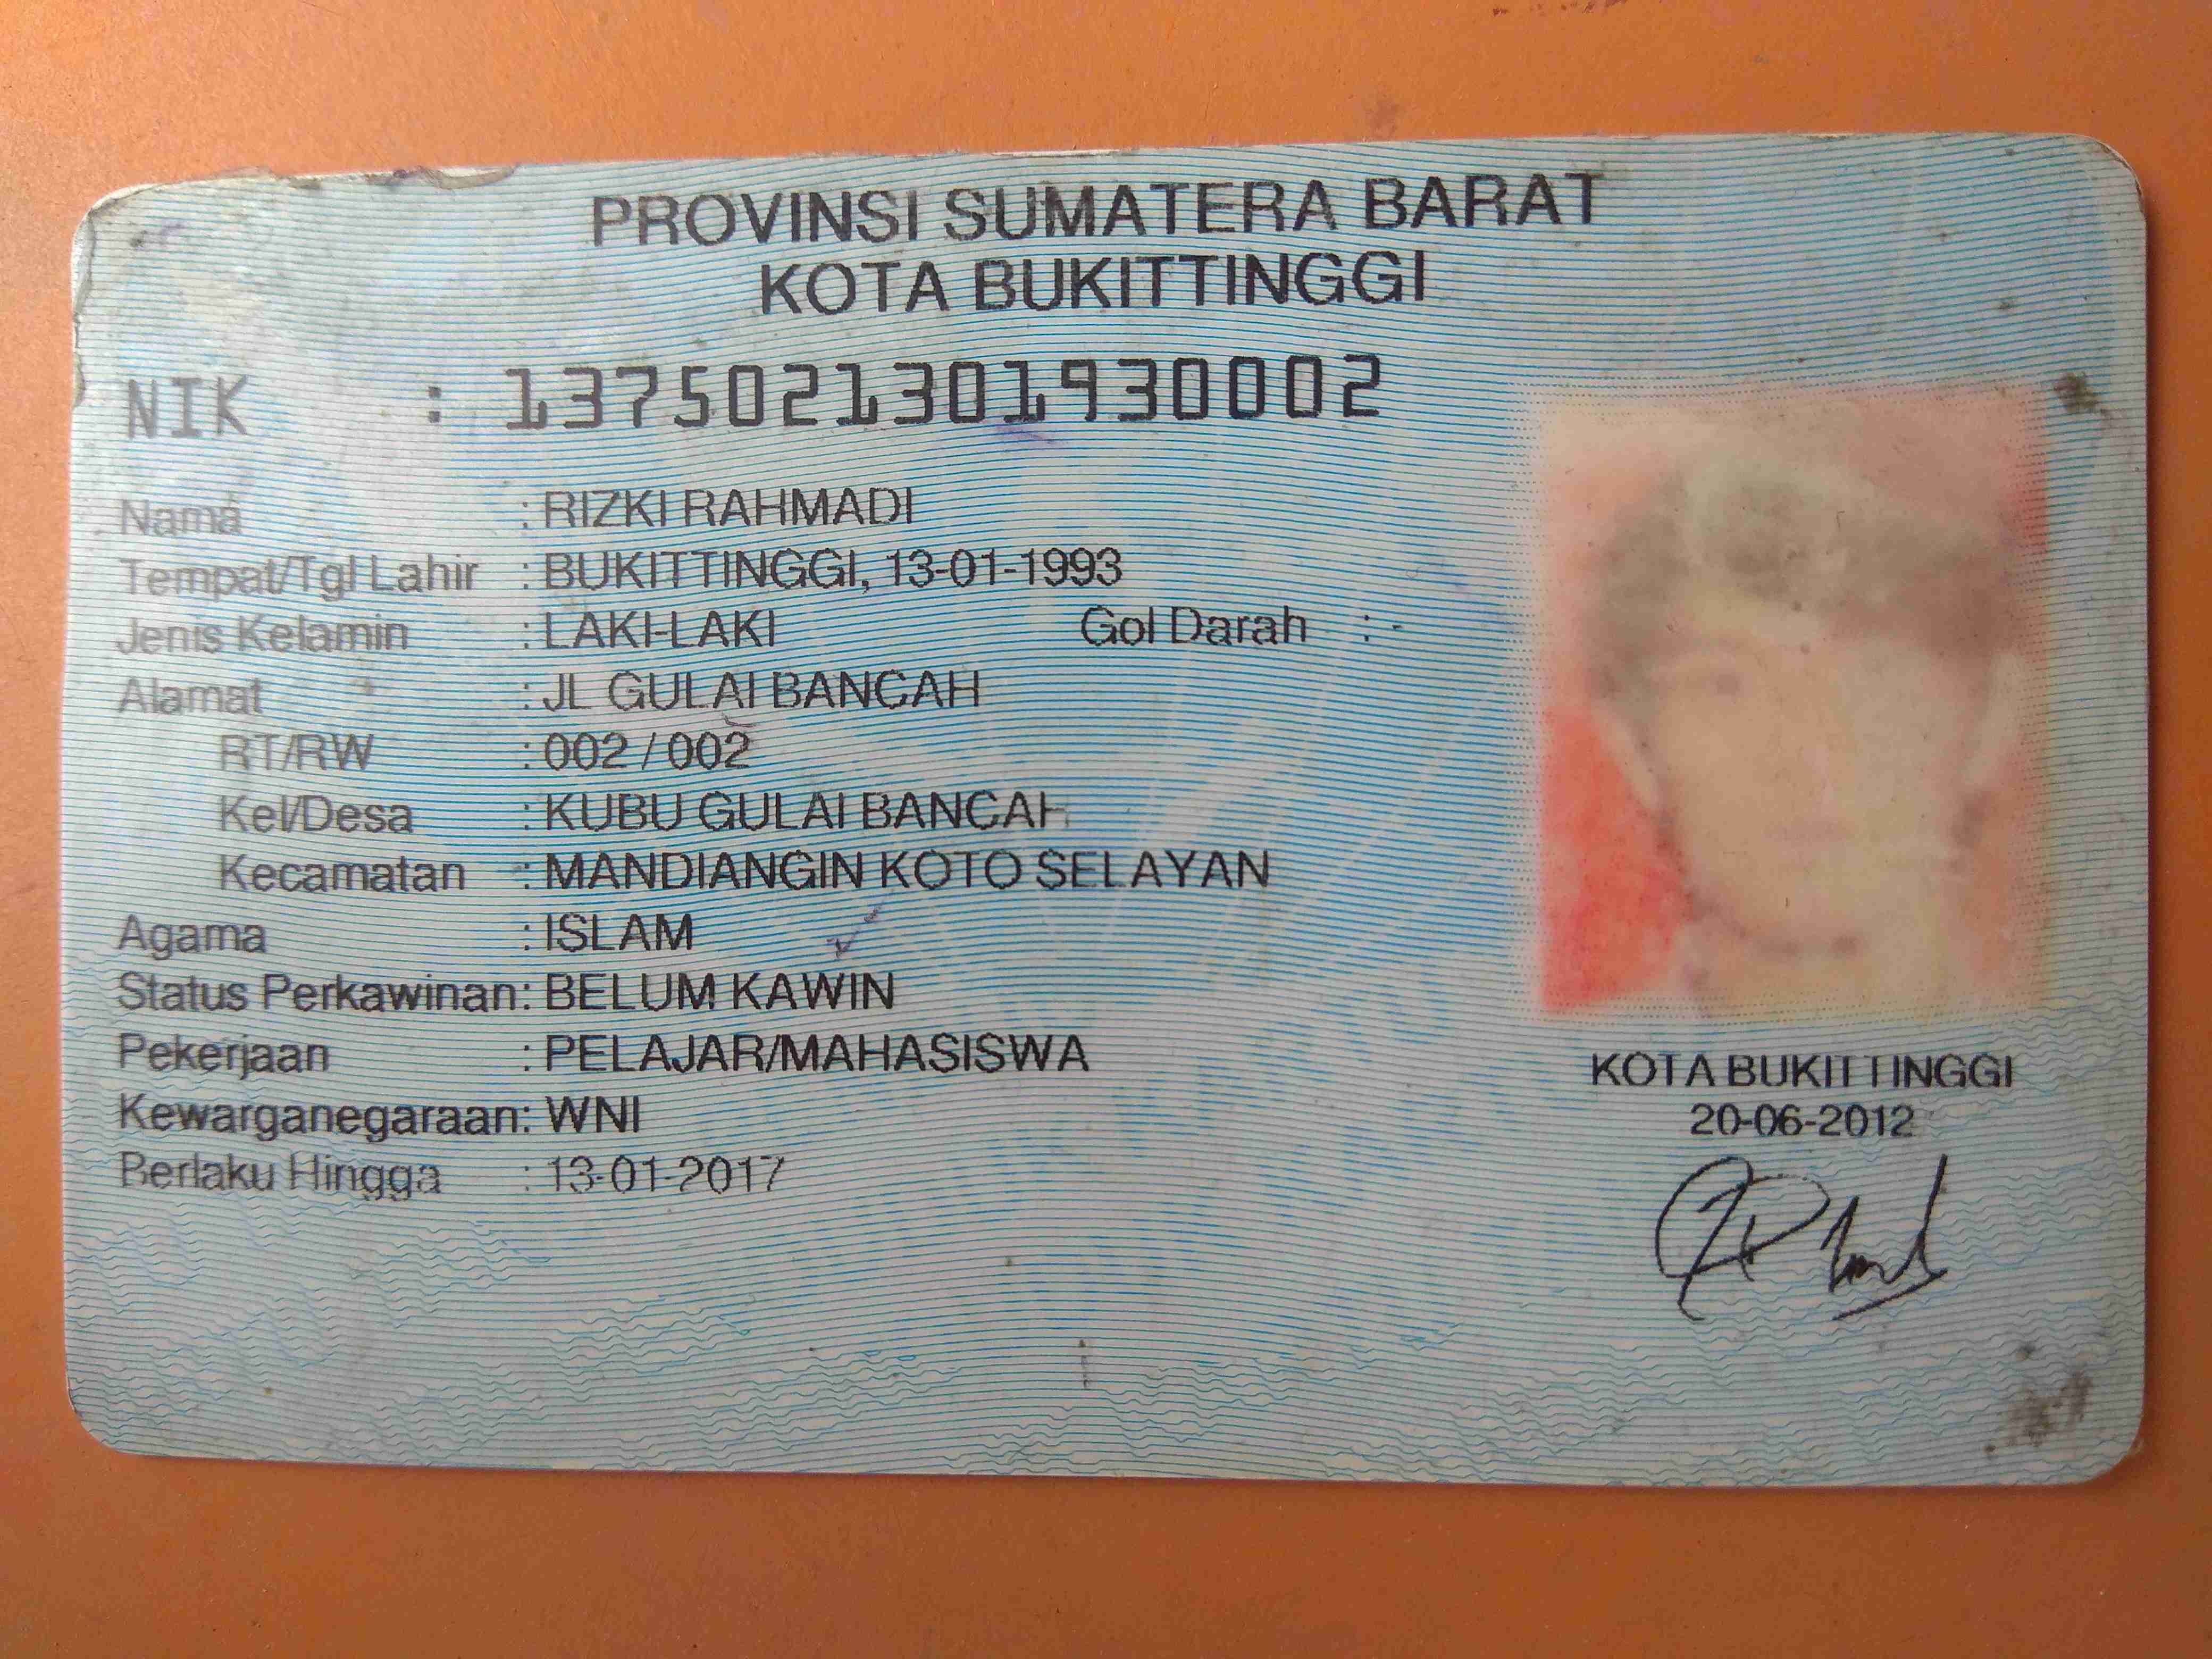 PROVINSI SUMATERA BARAT
KOTA BUKITTINGGI
NIK : 1375021301930002
Nama : RIZKI RAHMADI
Tempat/Tgl Lahir : BUKITTINGGI, 13-01-1993
Jenis Kelamin : LAKI-LAKI Gol Darah : -
Alamat : JL GULAI BANCAH
RT/RW : 002 / 002
Kel/Desa : KUBU GULAI BANCAH
Kecamatan : MANDIANGIN KOTO SELAYAN
Agama : ISLAM
Status Perkawinan: BELUM KAWIN
Pekerjaan : PELAJAR/MAHASISWA
Kewarganegaraan: WNI
Berlaku Hingga : 13-01-2017
KOTA BUKITTINGGI
20-06-2012